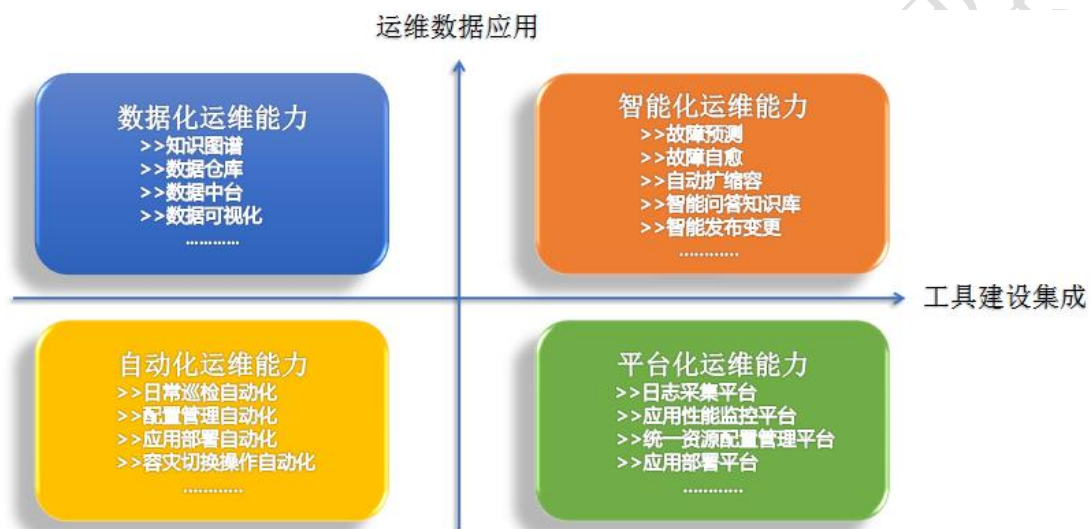 运维数据应用
数据化运维能力
>>知识图谱
>>数据仓库
>>数据中台
>>数据可视化
…………
智能化运维能力
>>故障预测
>>故障自愈
>>自动扩缩容
>>智能问答知识库
>>智能发布变更
…………
工具建设集成
自动化运维能力
>>日常巡检自动化
>>配置管理自动化
>>应用部署自动化
>>容灾切换操作自动化
…………
平台化运维能力
>>日志采集平台
>>应用性能监控平台
>>统一资源配置管理平台
>>应用部署平台
…………